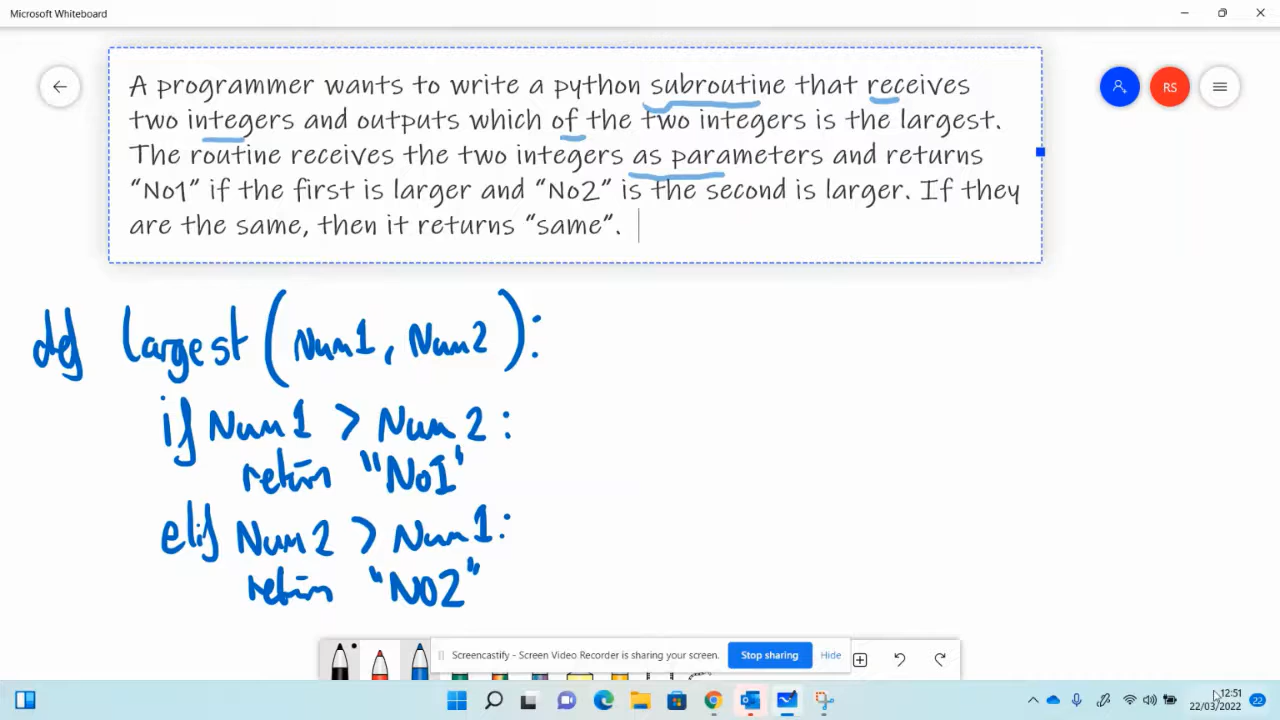 Microsoft Whiteboard
A programmer wants to write a python subroutine that receives
two integers and outputs which of the two integers is the largest.
The routine receives the two integers as parameters and returns
“No1” if the first is larger and “No2” is the second is larger. If they
are the same, then it returns “same”.
RS
def largest (Num1, Num2):
if Num1 > Num2:
return "No1"
elif Num2 > Num1:
return "NO2"
Screencastify - Screen Video Recorder is sharing your screen.
Stop sharing
Hide
12:51
22/03/2022
22